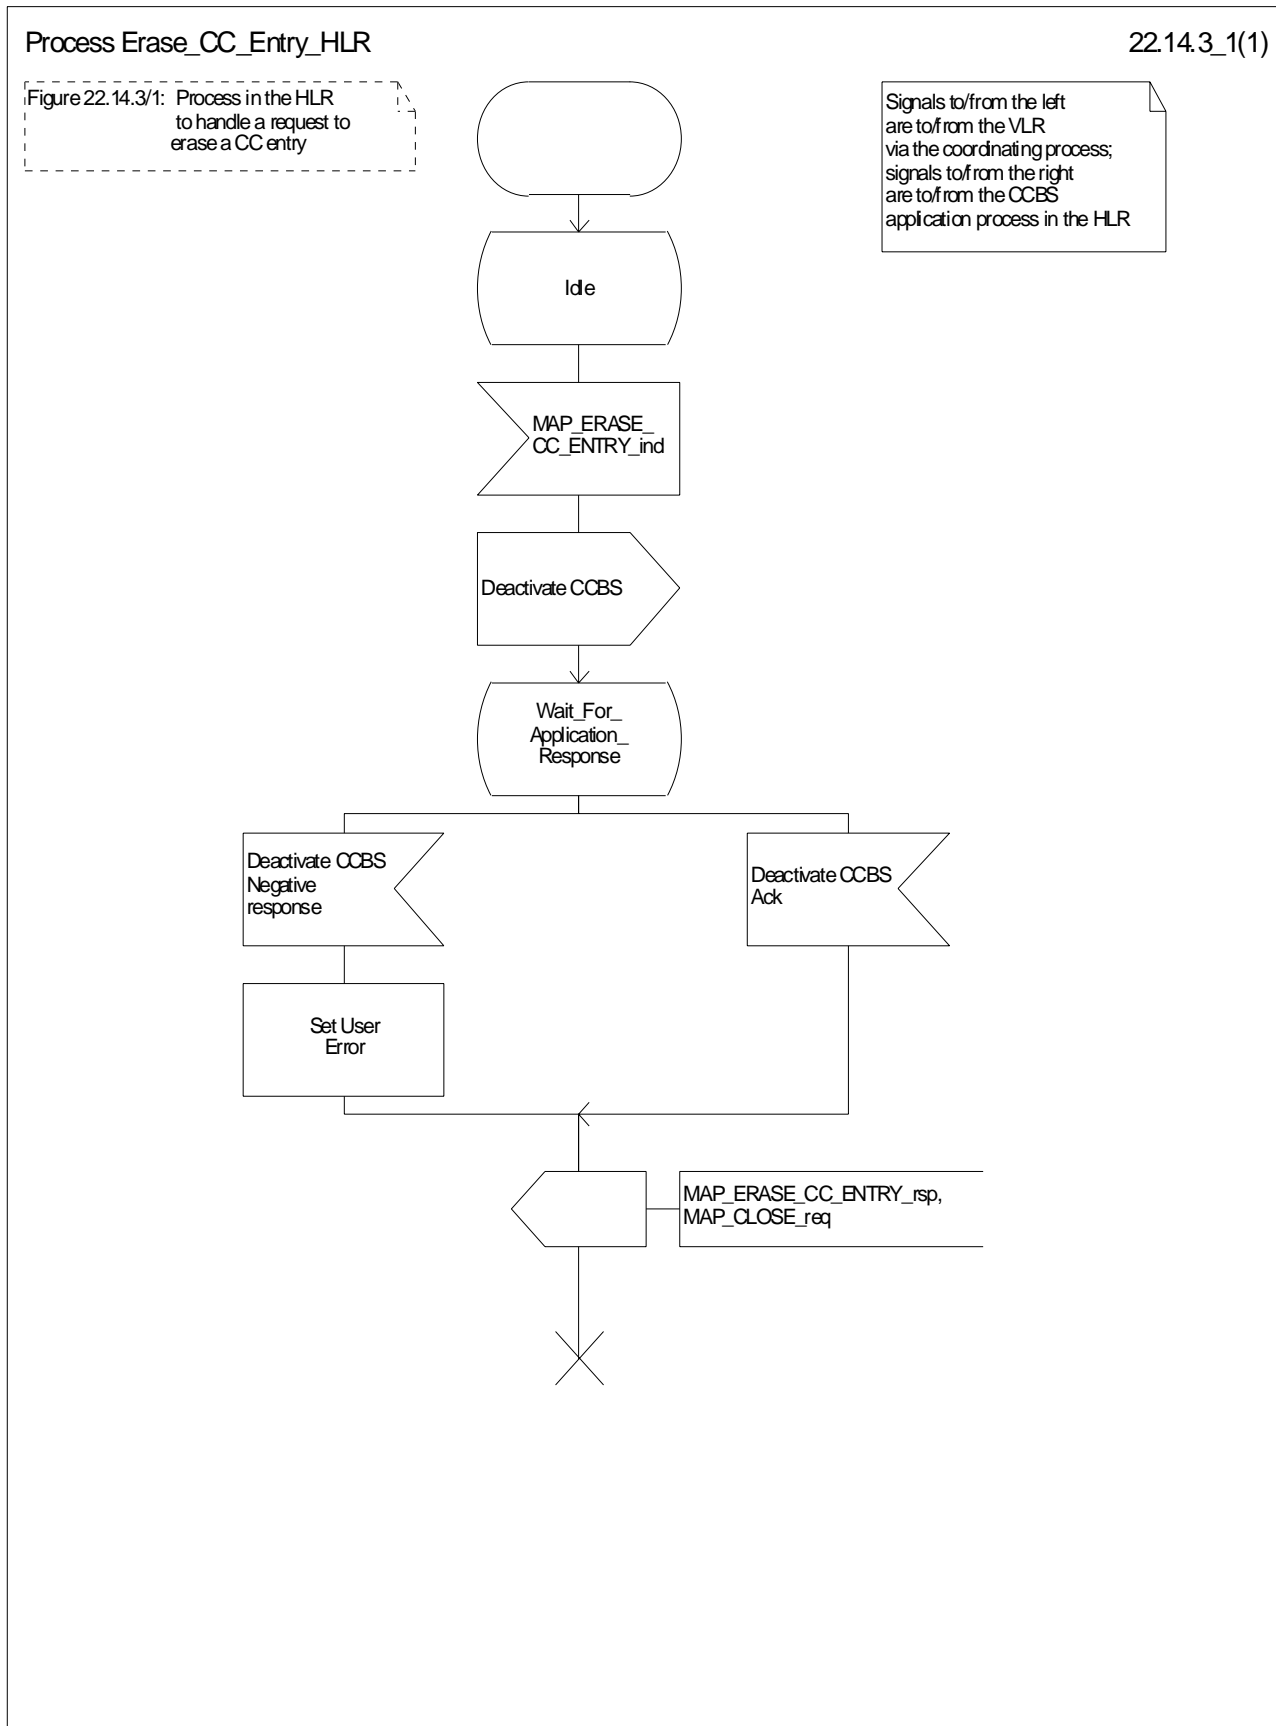 Process Erase_CC_Entry_HLR
22.14.3_1(1)
Figure 22.14.3/1: Process in the HLR
to handle a request to
erase a CC entry
Signals to/from the left
are to/from the VLR
via the coordinating process;
signals to/from the right
are to/from the CCBS
application process in the HLR
Idle
MAP_ERASE_
CC_ENTRY_ind
Deactivate CCBS
Wait_For_
Application_
Response
Deactivate CCBS
Negative
response
Deactivate CCBS
Ack
Set User
Error
MAP_ERASE_CC_ENTRY_rsp,
MAP_CLOSE_req